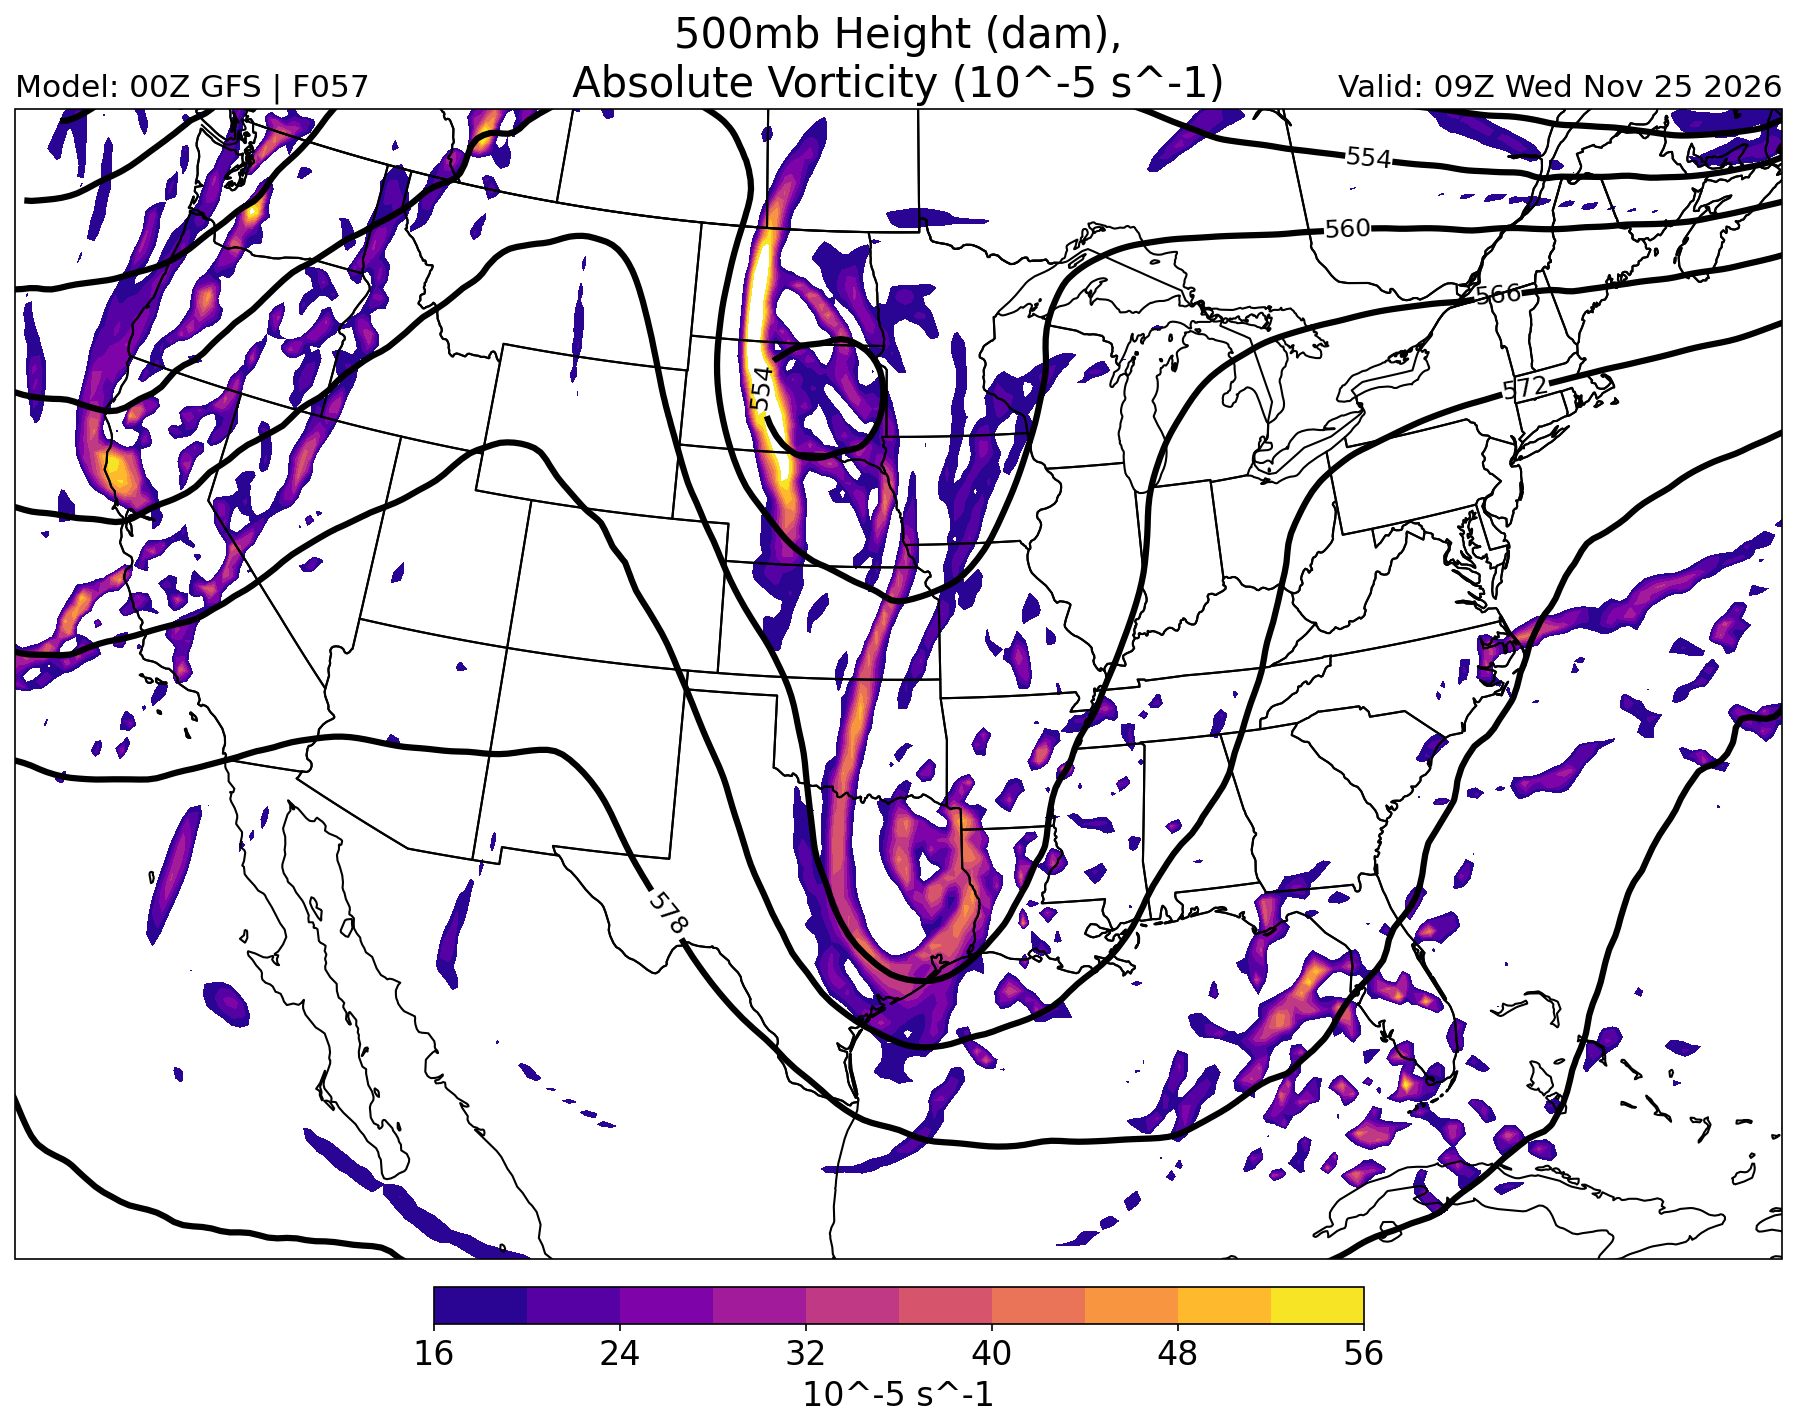 500mb Height (dam),
Absolute Vorticity (10^-5 s^-1)
Model: 00Z GFS | F057
Valid: 09Z Wed Nov 25 2026
554
560
566
572
554
578
16 24 32 40 48 56
10^-5 s^-1